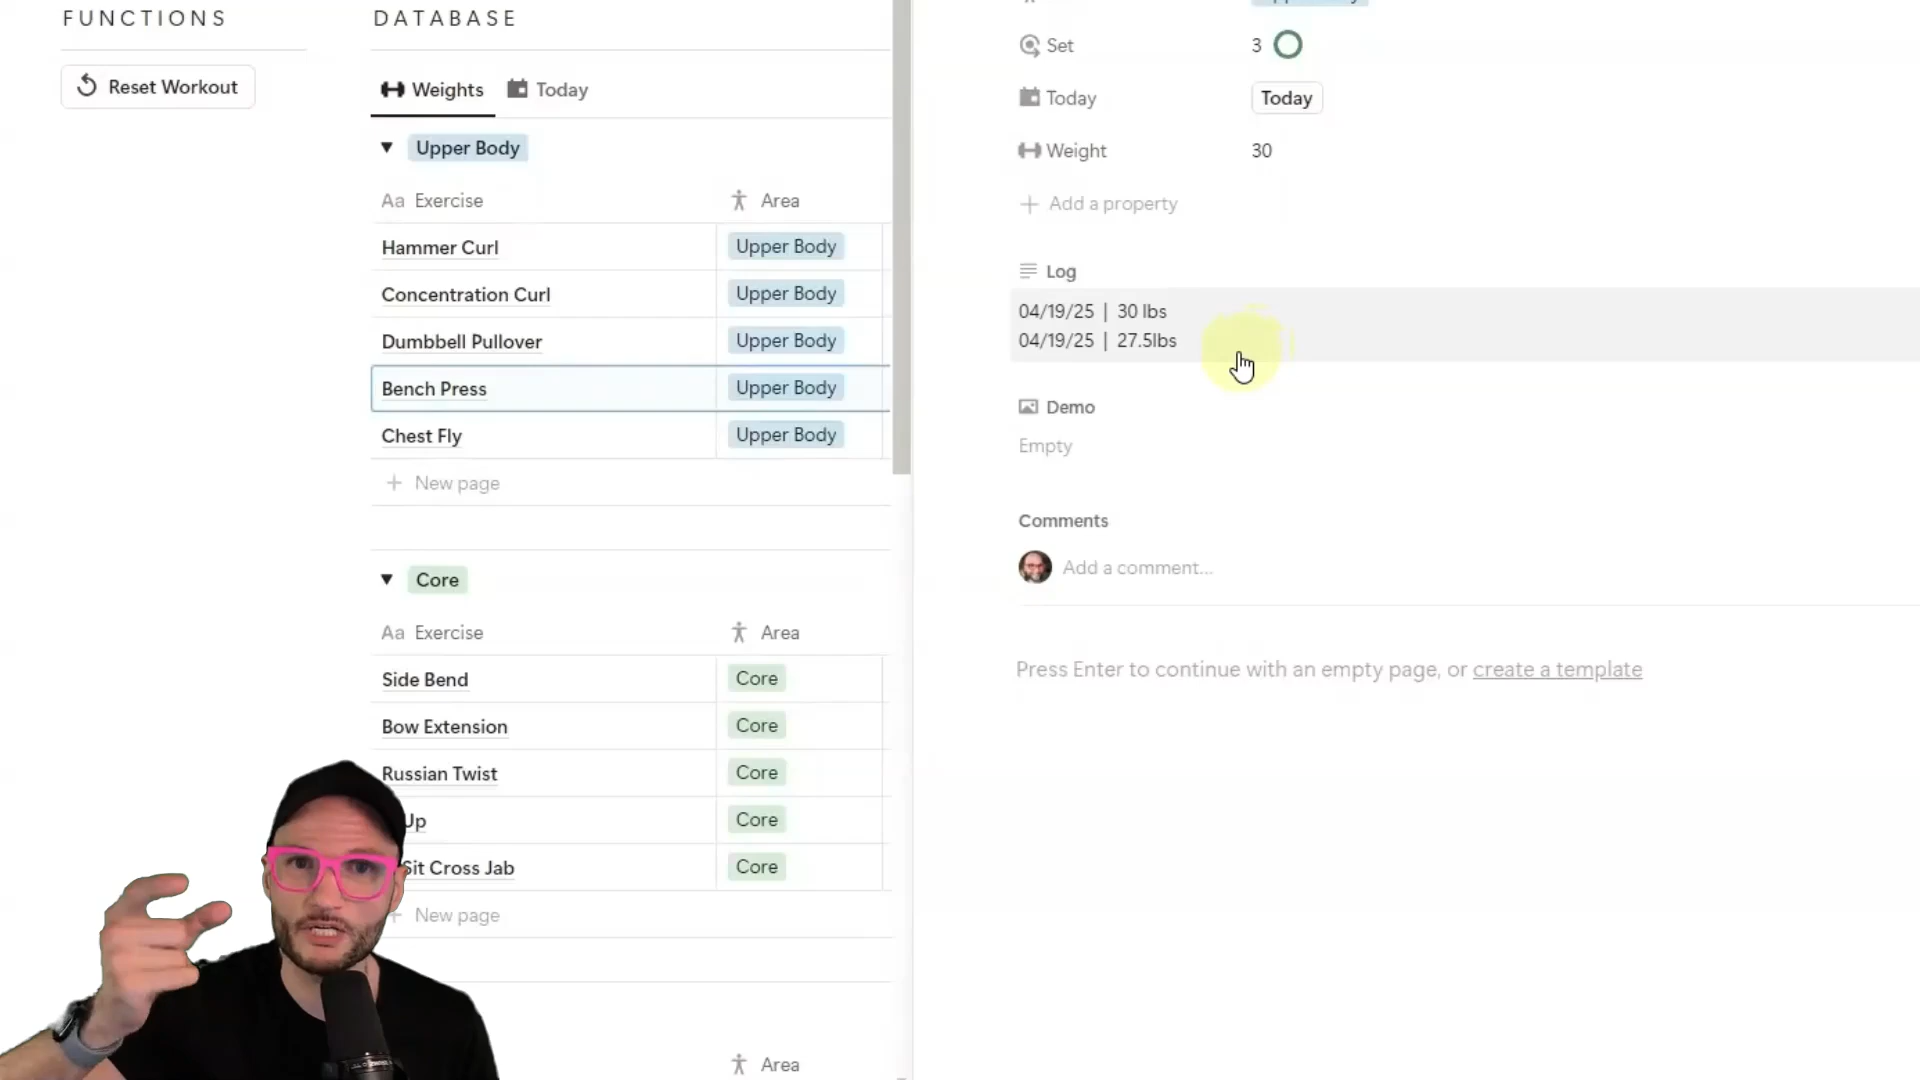 FUNCTIONS
Reset Workout
DATABASE
Weights
Today
Upper Body
Aa Exercise
Area
Hammer Curl
Upper Body
Concentration Curl
Upper Body
Dumbbell Pullover
Upper Body
Bench Press
Upper Body
Chest Fly
Upper Body
+ New page
Core
Aa Exercise
Area
Side Bend
Core
Bow Extension
Core
Russian Twist
Core
Up
Core
Sit Cross Jab
Core
+ New page
Area
Set
3
Today
Today
Weight
30
+ Add a property
Log
04/19/25 | 30 lbs
04/19/25 | 27.5lbs
Demo
Empty
Comments
Add a comment...
Press Enter to continue with an empty page, or create a template